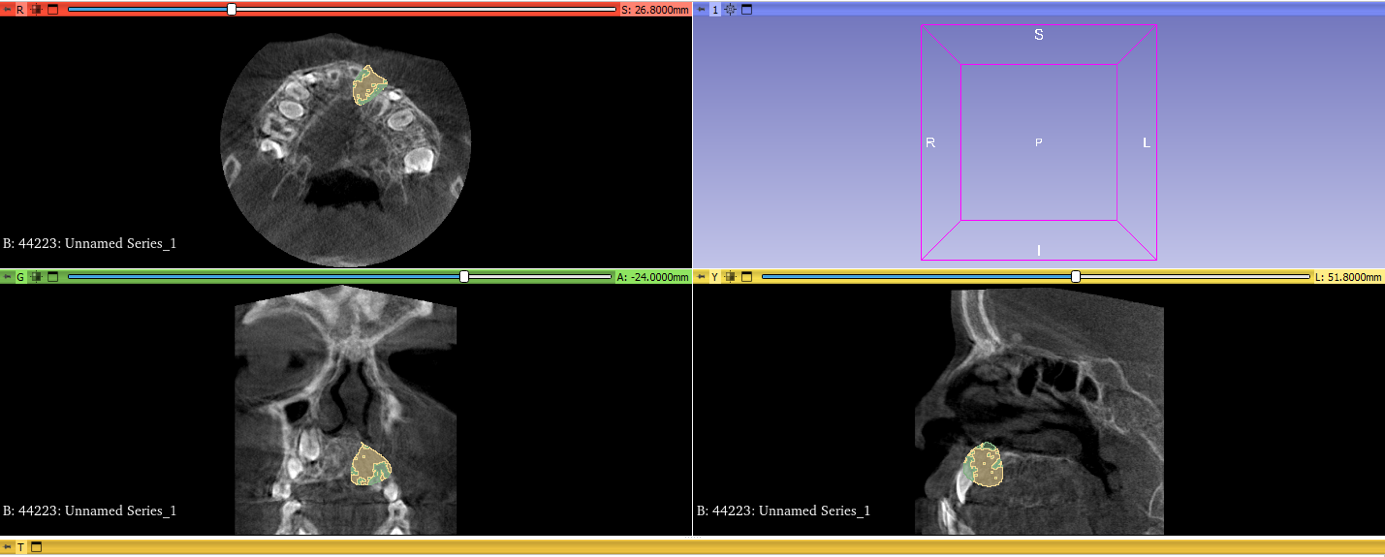 R S: 26.8000mm
1
S
R P L
I
B: 44223: Unnamed Series_1
G A: -24.0000mm
Y L: 51.8000mm
B: 44223: Unnamed Series_1
B: 44223: Unnamed Series_1
T